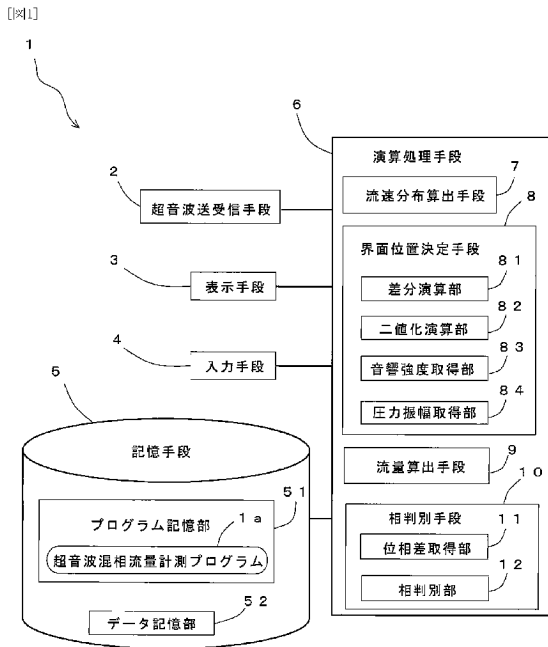 [図1]
1
6
演算処理手段
2
7
流速分布算出手段
超音波送受信手段
8
界面位置決定手段
3
81
差分演算部
表示手段
82
二値化演算部
4
83
音響強度取得部
入力手段
84
5
圧力振幅取得部
記憶手段
9
流量算出手段
10
51
プログラム記憶部
1a
相判別手段
11
位相差取得部
超音波混相流量計測プログラム
12
52
相判別部
データ記憶部